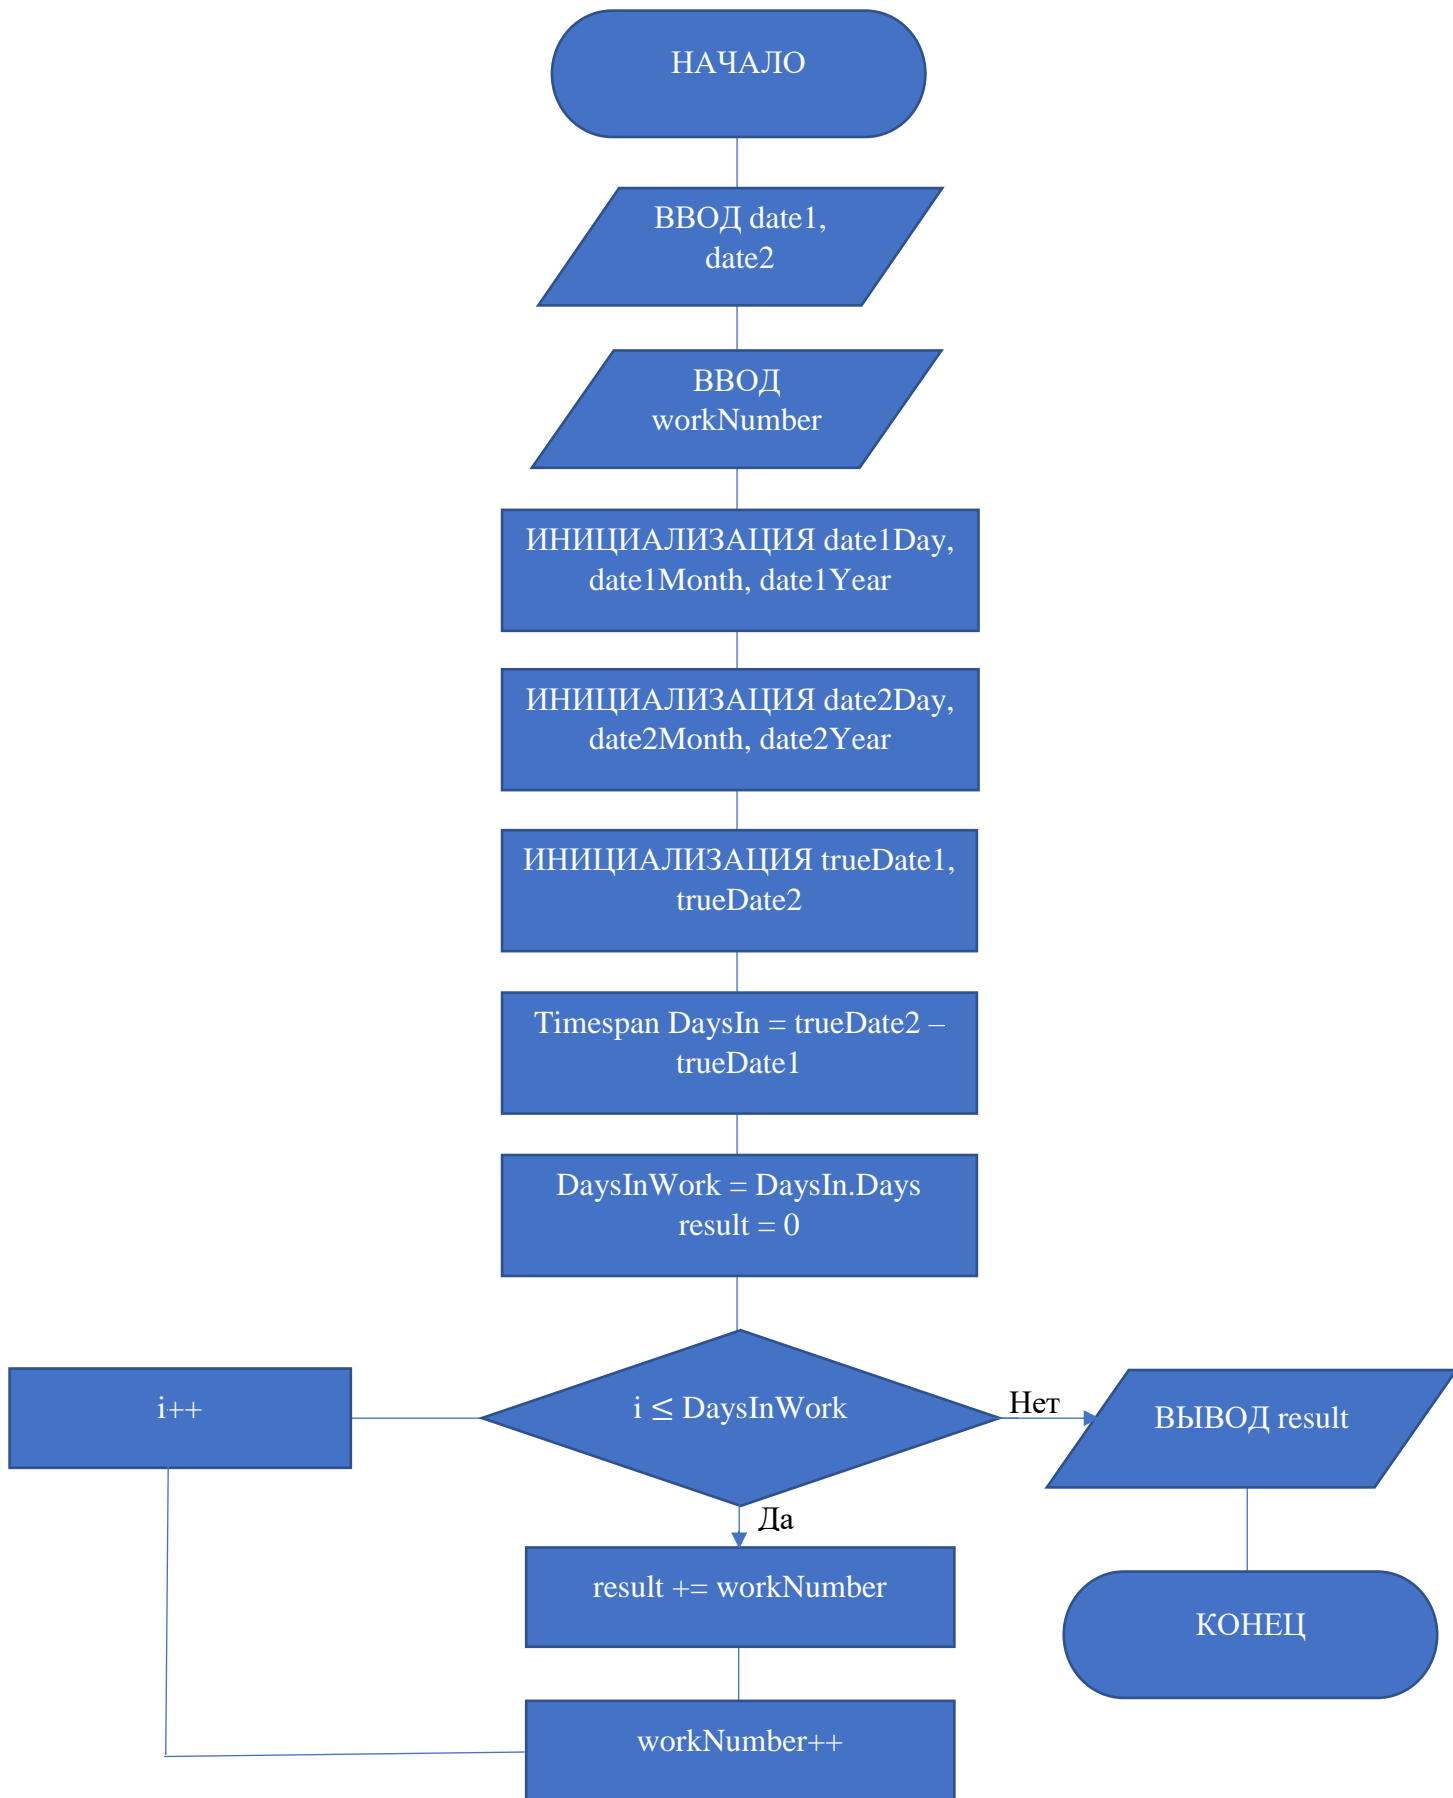 НАЧАЛО
ВВОД date1,
date2
ВВОД
workNumber
ИНИЦИАЛИЗАЦИЯ date1Day,
date1Month, date1Year
ИНИЦИАЛИЗАЦИЯ date2Day,
date2Month, date2Year
ИНИЦИАЛИЗАЦИЯ trueDate1,
trueDate2
Timespan DaysIn = trueDate2 –
trueDate1
DaysInWork = DaysIn.Days
result = 0
i++
i ≤ DaysInWork
Нет
ВЫВОД result
Да
result += workNumber
КОНЕЦ
workNumber++